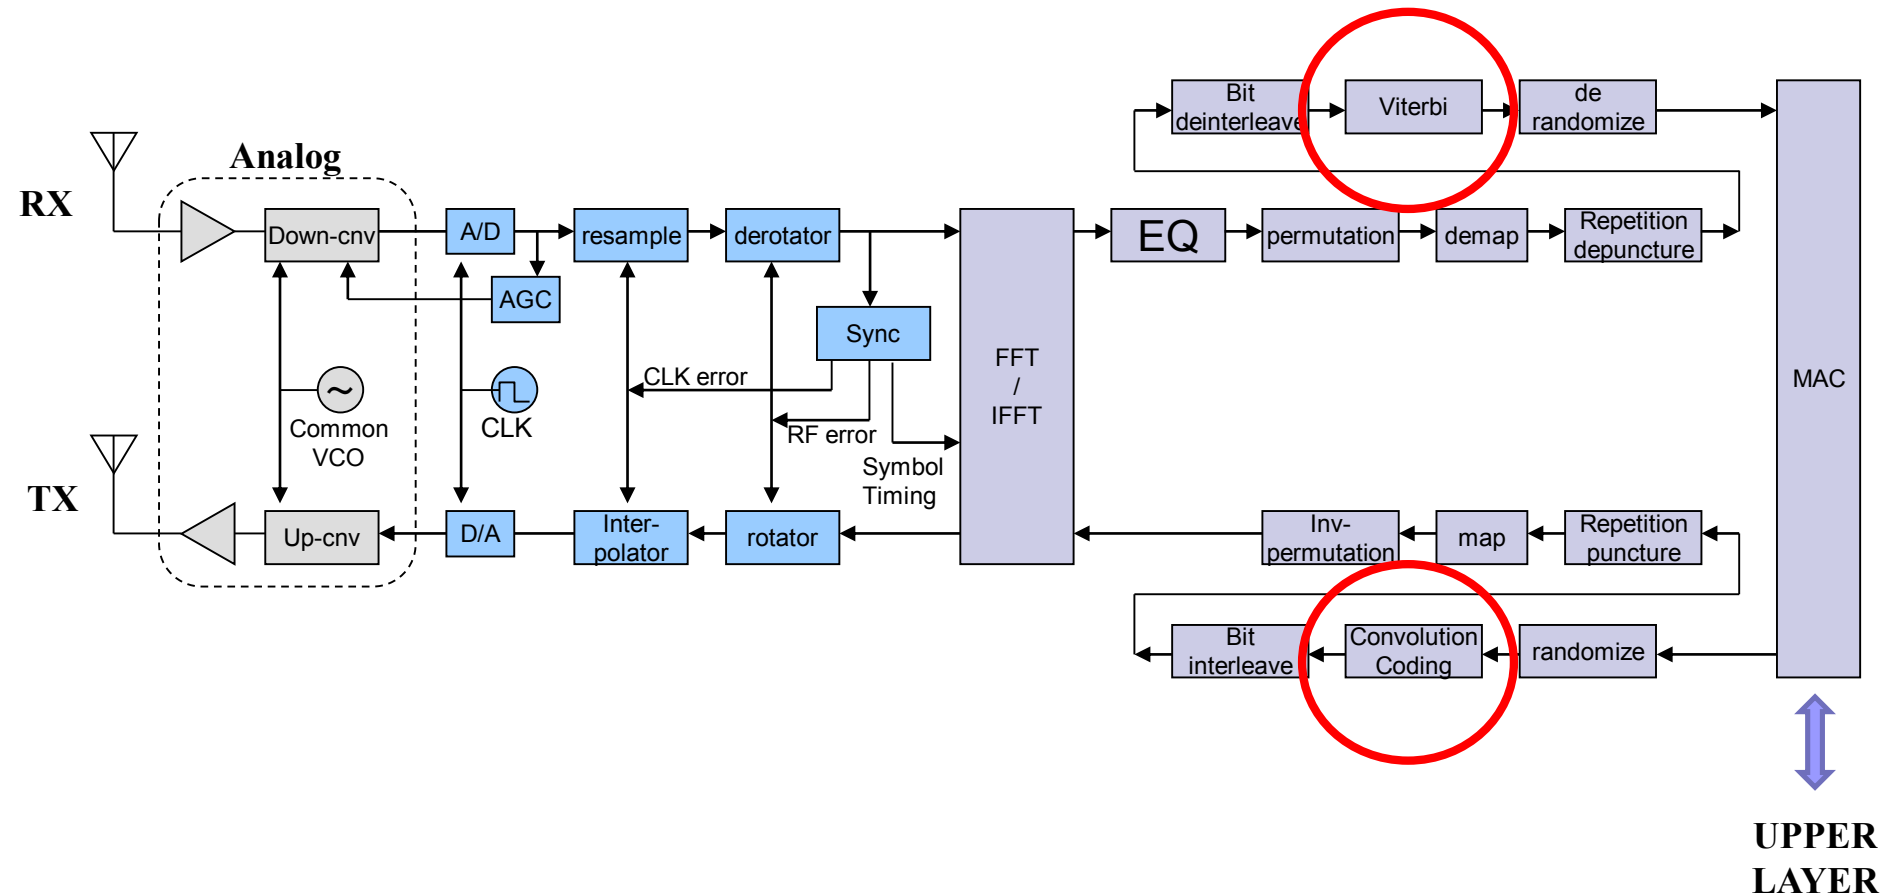 Bit
deinterleave
Viterbi
de
randomize
Analog
RX
Down-cnv
A/D
resample
derotator
EQ
permutation
demap
Repetition
depuncture
AGC
Sync
CLK error
FFT
/
IFFT
MAC
~
Common
VCO
CLK
RF error
Symbol
Timing
TX
Up-cnv
D/A
Inter-
polator
rotator
Inv-
permutation
map
Repetition
puncture
Bit
interleave
Convolution
Coding
randomize
UPPER
LAYER